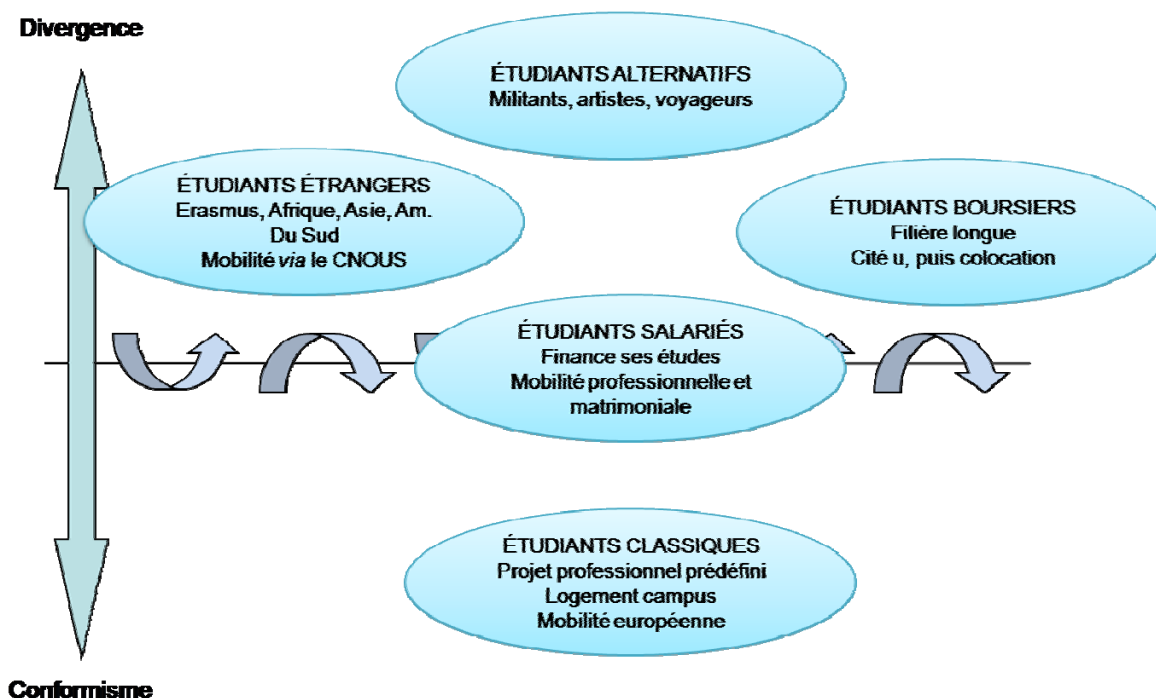 Divergence
ÉTUDIANTS ALTERNATIFS
Militants, artistes, voyageurs
ÉTUDIANTS ÉTRANGERS
Erasmus, Afrique, Asie, Am.
Du Sud
Mobilité via le CNOUS
ÉTUDIANTS BOURSIERS
Filière longue
Cité u, puis colocation
ÉTUDIANTS SALARIÉS
Finance ses études
Mobilité professionnelle et
matrimoniale
ÉTUDIANTS CLASSIQUES
Projet professionnel prédéfini
Logement campus
Mobilité européenne
Conformisme